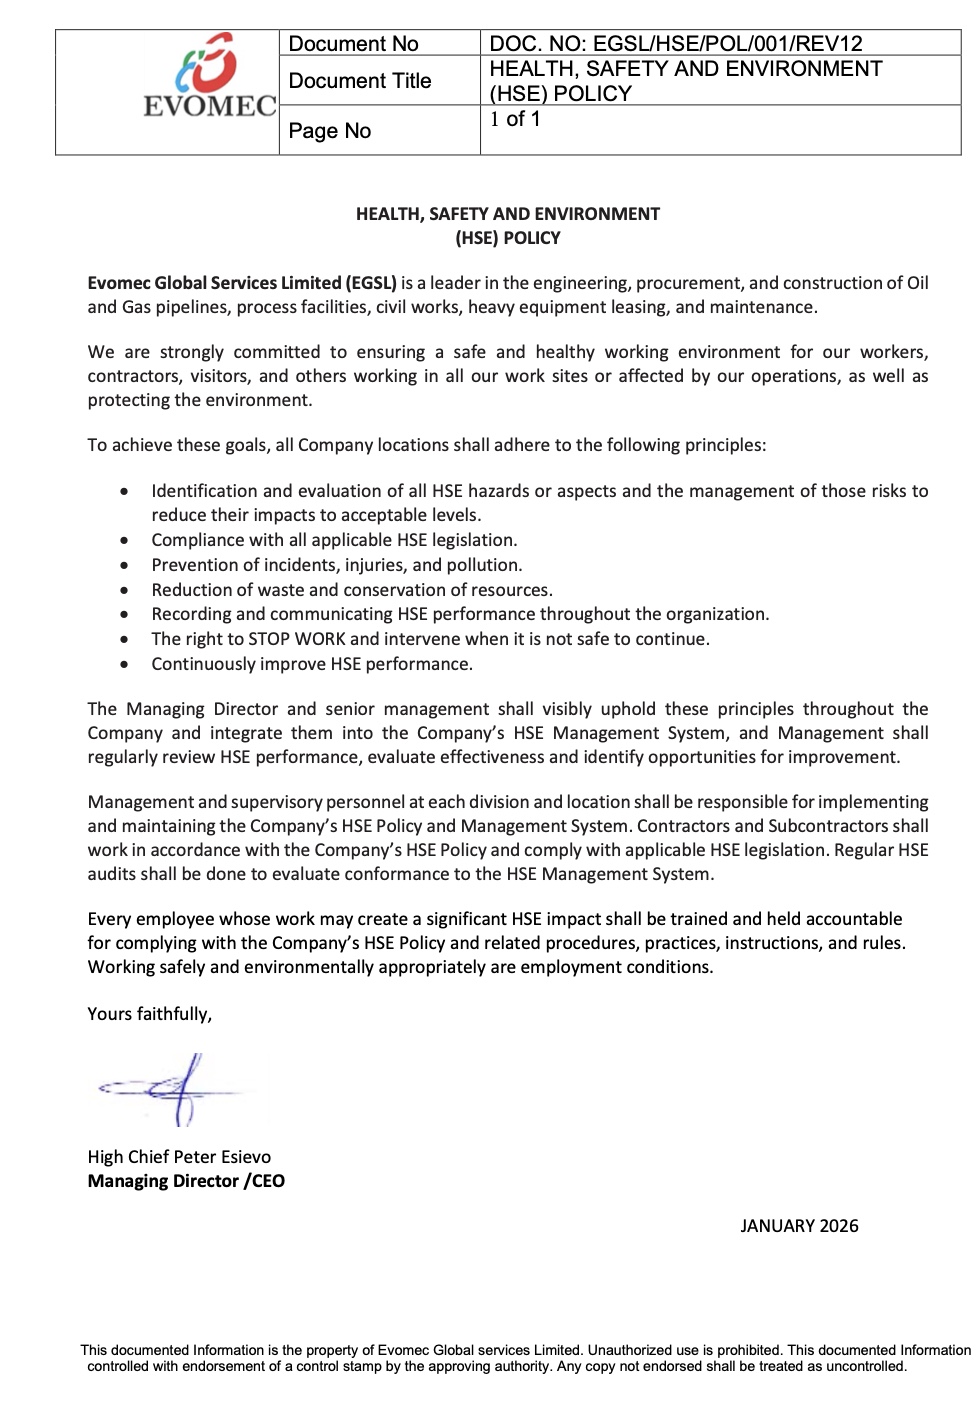 EVOMEC
Document No
DOC. NO: EGSL/HSE/POL/001/REV12
Document Title
HEALTH, SAFETY AND ENVIRONMENT
(HSE) POLICY
Page No
1 of 1
HEALTH, SAFETY AND ENVIRONMENT
(HSE) POLICY
Evomec Global Services Limited (EGSL) is a leader in the engineering, procurement, and construction of Oil
and Gas pipelines, process facilities, civil works, heavy equipment leasing, and maintenance.
We are strongly committed to ensuring a safe and healthy working environment for our workers,
contractors, visitors, and others working in all our work sites or affected by our operations, as well as
protecting the environment.
To achieve these goals, all Company locations shall adhere to the following principles:
• Identification and evaluation of all HSE hazards or aspects and the management of those risks to
reduce their impacts to acceptable levels.
• Compliance with all applicable HSE legislation.
• Prevention of incidents, injuries, and pollution.
• Reduction of waste and conservation of resources.
• Recording and communicating HSE performance throughout the organization.
• The right to STOP WORK and intervene when it is not safe to continue.
• Continuously improve HSE performance.
The Managing Director and senior management shall visibly uphold these principles throughout the
Company and integrate them into the Company’s HSE Management System, and Management shall
regularly review HSE performance, evaluate effectiveness and identify opportunities for improvement.
Management and supervisory personnel at each division and location shall be responsible for implementing
and maintaining the Company’s HSE Policy and Management System. Contractors and Subcontractors shall
work in accordance with the Company’s HSE Policy and comply with applicable HSE legislation. Regular HSE
audits shall be done to evaluate conformance to the HSE Management System.
Every employee whose work may create a significant HSE impact shall be trained and held accountable
for complying with the Company’s HSE Policy and related procedures, practices, instructions, and rules.
Working safely and environmentally appropriately are employment conditions.
Yours faithfully,
High Chief Peter Esievo
Managing Director /CEO
JANUARY 2026
This documented Information is the property of Evomec Global services Limited. Unauthorized use is prohibited. This documented Information
controlled with endorsement of a control stamp by the approving authority. Any copy not endorsed shall be treated as uncontrolled.